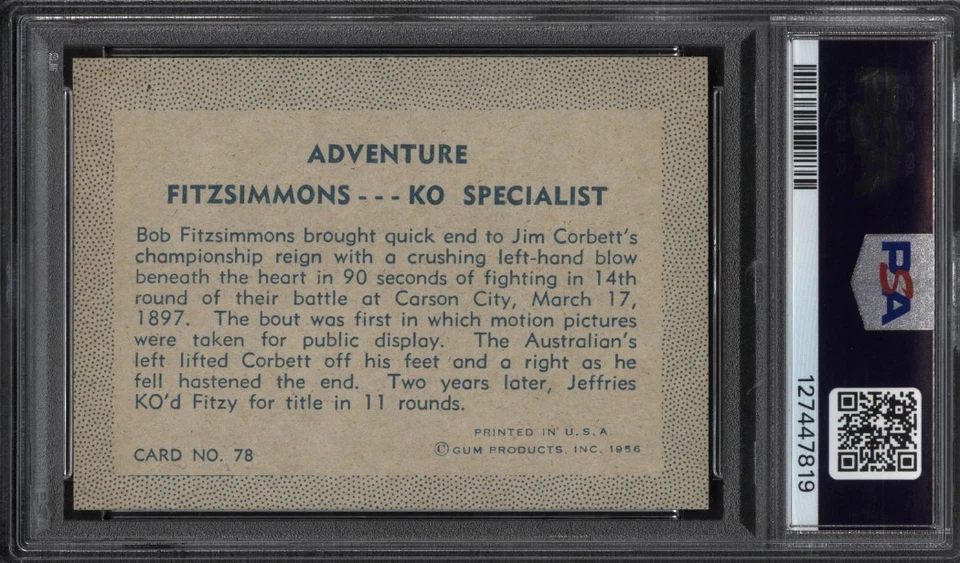 ADVENTURE
FITZSIMMONS - - - KO SPECIALIST
Bob Fitzsimmons brought quick end to Jim Corbett's
championship reign with a crushing left-hand blow
beneath the heart in 90 seconds of fighting in 14th
round of their battle at Carson City, March 17,
1897. The bout was first in which motion pictures
were taken for public display. The Australian's
left lifted Corbett off his feet and a right as he
fell hastened the end. Two years later, Jeffries
KO'd Fitzy for title in 11 rounds.
PRINTED IN U.S.A.
CARD NO. 78
©GUM PRODUCTS, INC. 1956
PSA
127447819